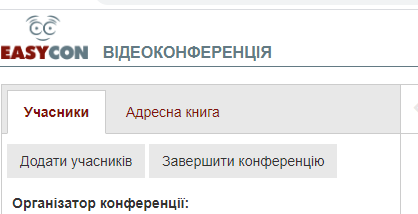 EASYCON ВІДЕОКОНФЕРЕНЦІЯ
Учасники Адресна книга
Додати учасників Завершити конференцію
Організатор конференції: